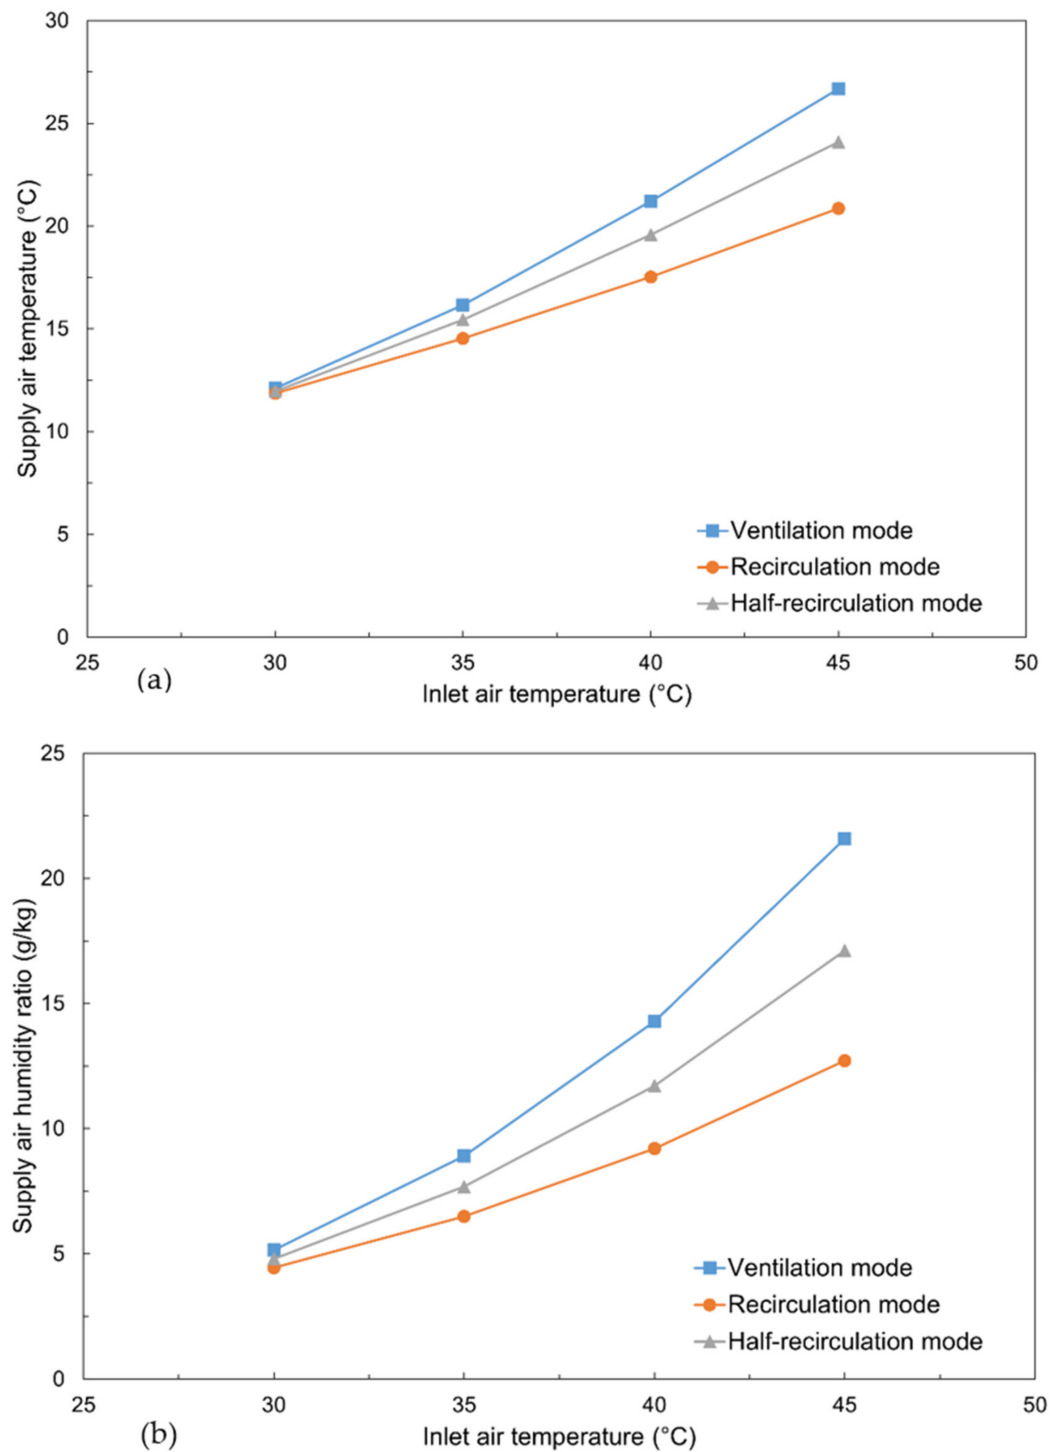 30
25
20
15
10
5
0
Supply air temperature (°C)
Ventilation mode
Recirculation mode
Half-recirculation mode
25 30 35 40 45 50
(a)
Inlet air temperature (°C)
25
20
15
10
5
0
Supply air humidity ratio (g/kg)
Ventilation mode
Recirculation mode
Half-recirculation mode
25 30 35 40 45 50
(b)
Inlet air temperature (°C)